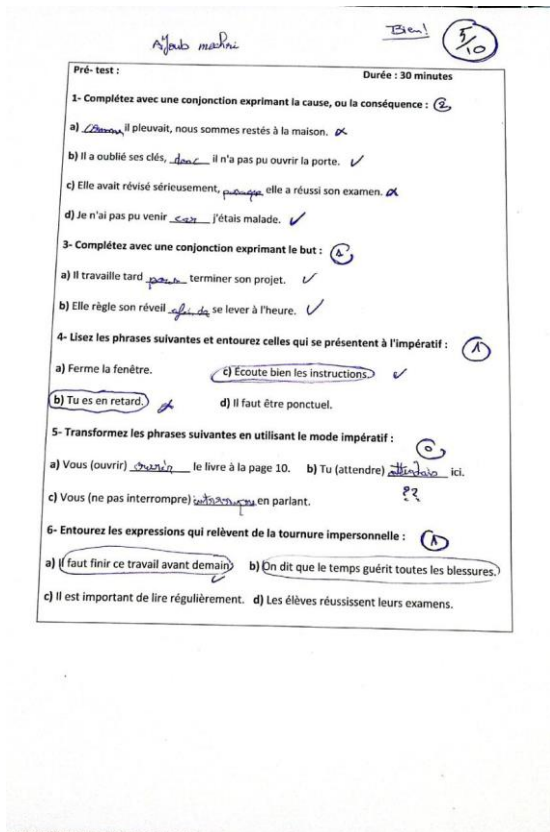 Bien!
5/10
Ayoub
Pré- test :
Durée : 30 minutes
1- Complétez avec une conjonction exprimant la cause, ou la conséquence : 2
a) il pleuvait, nous sommes restés à la maison.
b) Il a oublié ses clés, donc il n'a pas pu ouvrir la porte.
c) Elle avait révisé sérieusement, elle a réussi son examen.
d) Je n'ai pas pu venir car j'étais malade.
3- Complétez avec une conjonction exprimant le but : 1
a) Il travaille tard pour terminer son projet.
b) Elle règle son réveil afin de se lever à l'heure.
4- Lisez les phrases suivantes et entourez celles qui se présentent à l'impératif : 1
a) Ferme la fenêtre. c) Écoute bien les instructions.
b) Tu es en retard. d) Il faut être ponctuel.
5- Transformez les phrases suivantes en utilisant le mode impératif :
0
a) Vous (ouvrir) le livre à la page 10. b) Tu (attendre) ici.
c) Vous (ne pas interrompre) en parlant. ??
6- Entourez les expressions qui relèvent de la tournure impersonnelle : 1
a) Il faut finir ce travail avant demain b) On dit que le temps guérit toutes les blessures.
c) Il est important de lire régulièrement. d) Les élèves réussissent leurs examens.